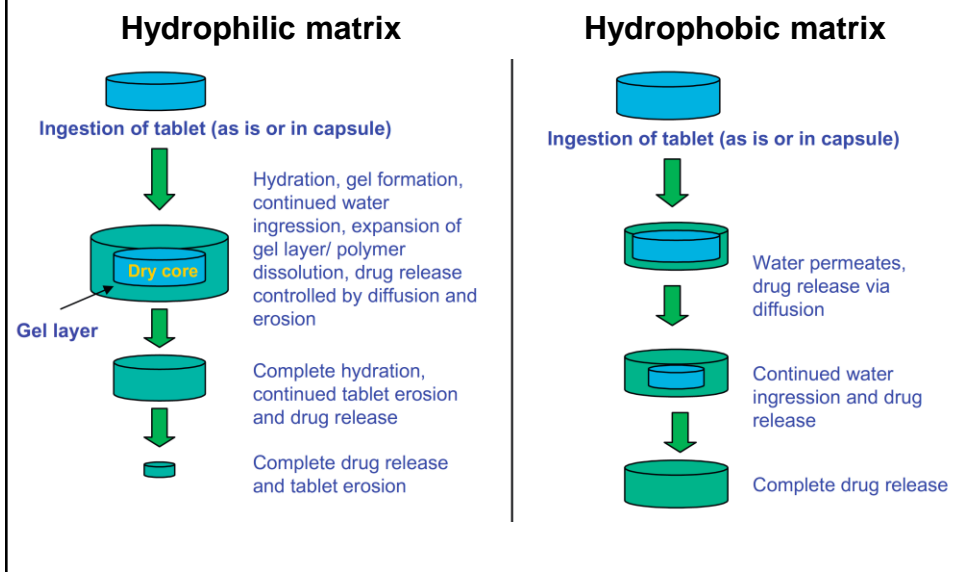 Hydrophilic matrix
Ingestion of tablet (as is or in capsule)
Hydration, gel formation,
continued water
ingression, expansion of
gel layer/ polymer
dissolution, drug release
controlled by diffusion and
erosion
Dry core
Gel layer
Complete hydration,
continued tablet erosion
and drug release
Complete drug release
and tablet erosion
Hydrophobic matrix
Ingestion of tablet (as is or in capsule)
Water permeates,
drug release via
diffusion
Continued water
ingression and drug
release
Complete drug release